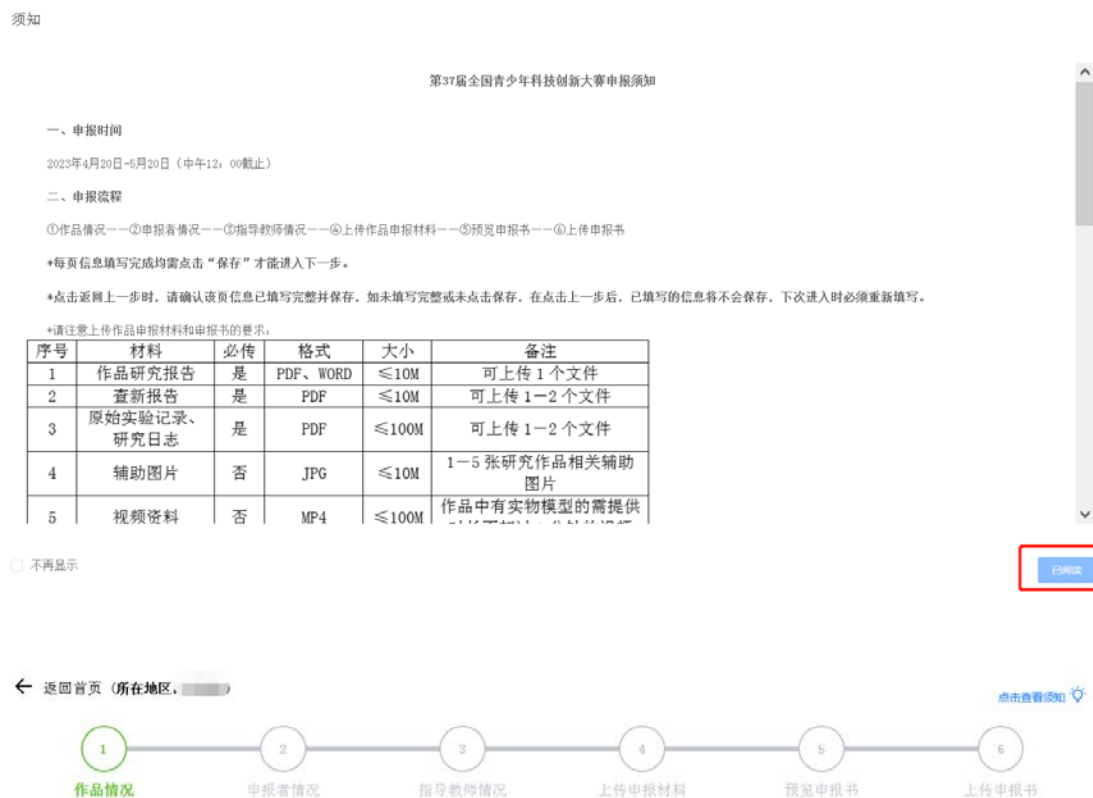 须知
第37届全国青少年科技创新大赛申报须知
一、申报时间
2023年4月20日-5月20日（中午12：00截止）
二、申报流程
①作品情况——②申报者情况——③指导教师情况——④上传作品申报材料——⑤预览申报书——⑥上传申报书
*每页信息填写完成均需点击“保存”才能进入下一步。
*点击返回上一步时，请确认该页信息已填写完整并保存，如未填写完整或未点击保存，在点击上一步后，已填写的信息将不会保存，下次进入时必须重新填写。
*请注意上传作品申报材料和申报书的要求：
序号 材料 必传 格式 大小 备注
1 作品研究报告 是 PDF、WORD ≤10M 可上传1个文件
2 查新报告 是 PDF ≤10M 可上传1—2个文件
3 原始实验记录、研究日志 是 PDF ≤100M 可上传1—2个文件
4 辅助图片 否 JPG ≤10M 1—5张研究作品相关辅助图片
5 视频资料 否 MP4 ≤100M 作品中有实物模型的需提供
不再显示
已阅读
返回首页（所在地区：
点击查看须知
1 2 3 4 5 6
作品情况 申报者情况 指导教师情况 上传申报材料 预览申报书 上传申报书